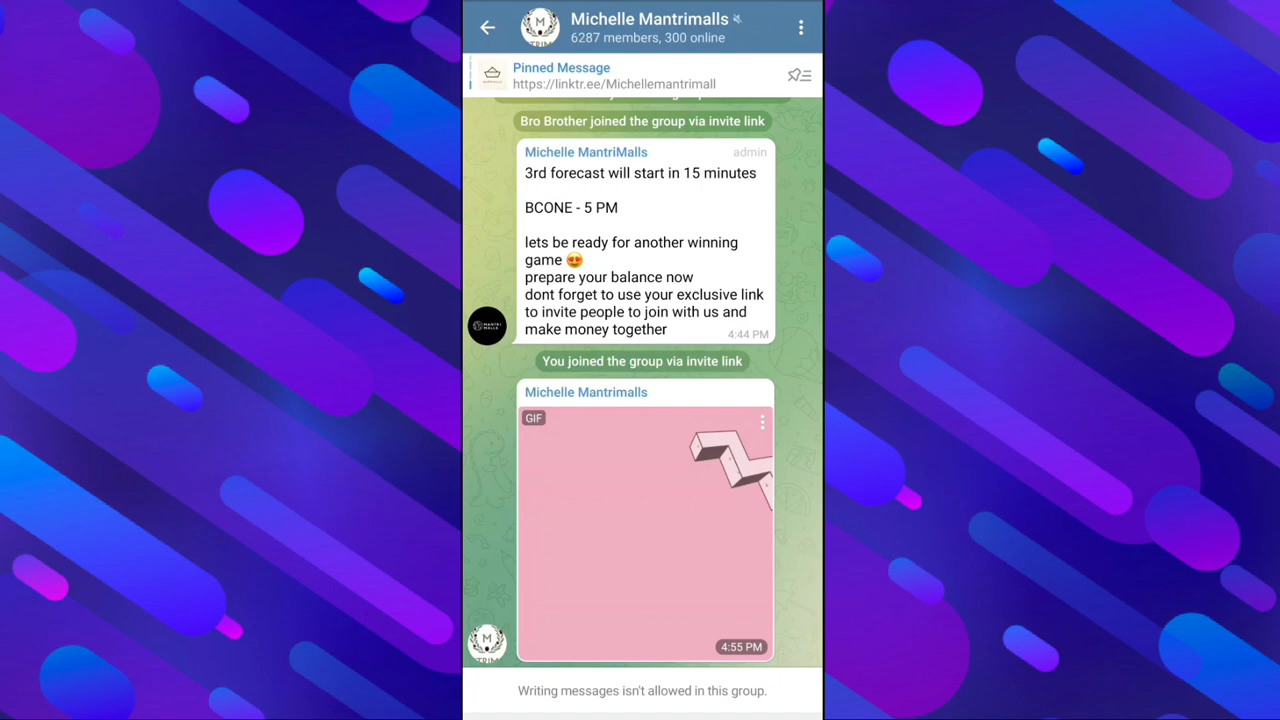 Michelle Mantrimalls
6287 members, 300 online
Pinned Message
https://linktr.ee/Michellemantrimall
Bro Brother joined the group via invite link
Michelle MantriMalls admin
3rd forecast will start in 15 minutes
BCONE - 5 PM
lets be ready for another winning
game 😍
prepare your balance now
dont forget to use your exclusive link
to invite people to join with us and
make money together
4:44 PM
MANTRI
MALLS
You joined the group via invite link
Michelle Mantrimalls
GIF
4:55 PM
M
Writing messages isn't allowed in this group.